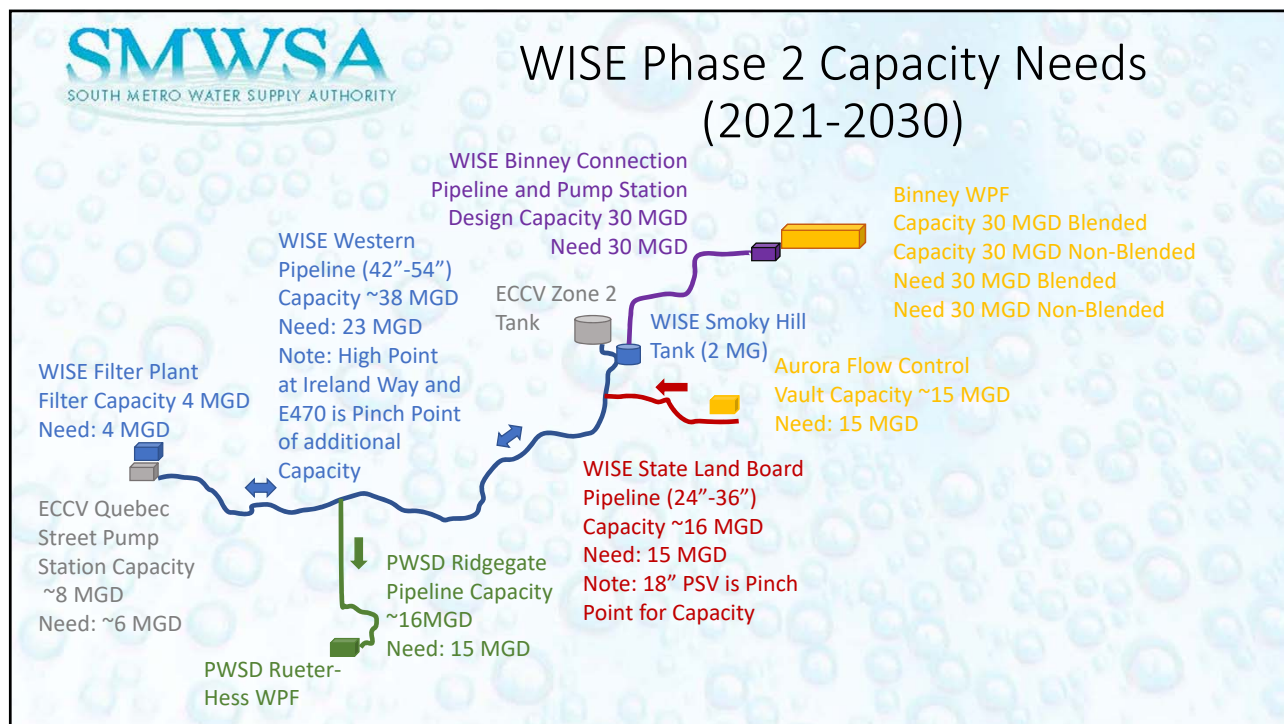 SMWSA
SOUTH METRO WATER SUPPLY AUTHORITY
WISE Phase 2 Capacity Needs
(2021-2030)
WISE Binney Connection
Pipeline and Pump Station
Design Capacity 30 MGD
Need 30 MGD
Binney WPF
Capacity 30 MGD Blended
Capacity 30 MGD Non-Blended
Need 30 MGD Blended
Need 30 MGD Non-Blended
WISE Western
Pipeline (42”-54”)
Capacity ~38 MGD
Need: 23 MGD
Note: High Point
at Ireland Way and
E470 is Pinch Point
of additional
Capacity
ECCV Zone 2
Tank
WISE Smoky Hill
Tank (2 MG)
Aurora Flow Control
Vault Capacity ~15 MGD
Need: 15 MGD
WISE Filter Plant
Filter Capacity 4 MGD
Need: 4 MGD
ECCV Quebec
Street Pump
Station Capacity
~8 MGD
Need: ~6 MGD
WISE State Land Board
Pipeline (24”-36”)
Capacity ~16 MGD
Need: 15 MGD
Note: 18” PSV is Pinch
Point for Capacity
PWSD Ridgegate
Pipeline Capacity
~16MGD
Need: 15 MGD
PWSD Rueter-
Hess WPF